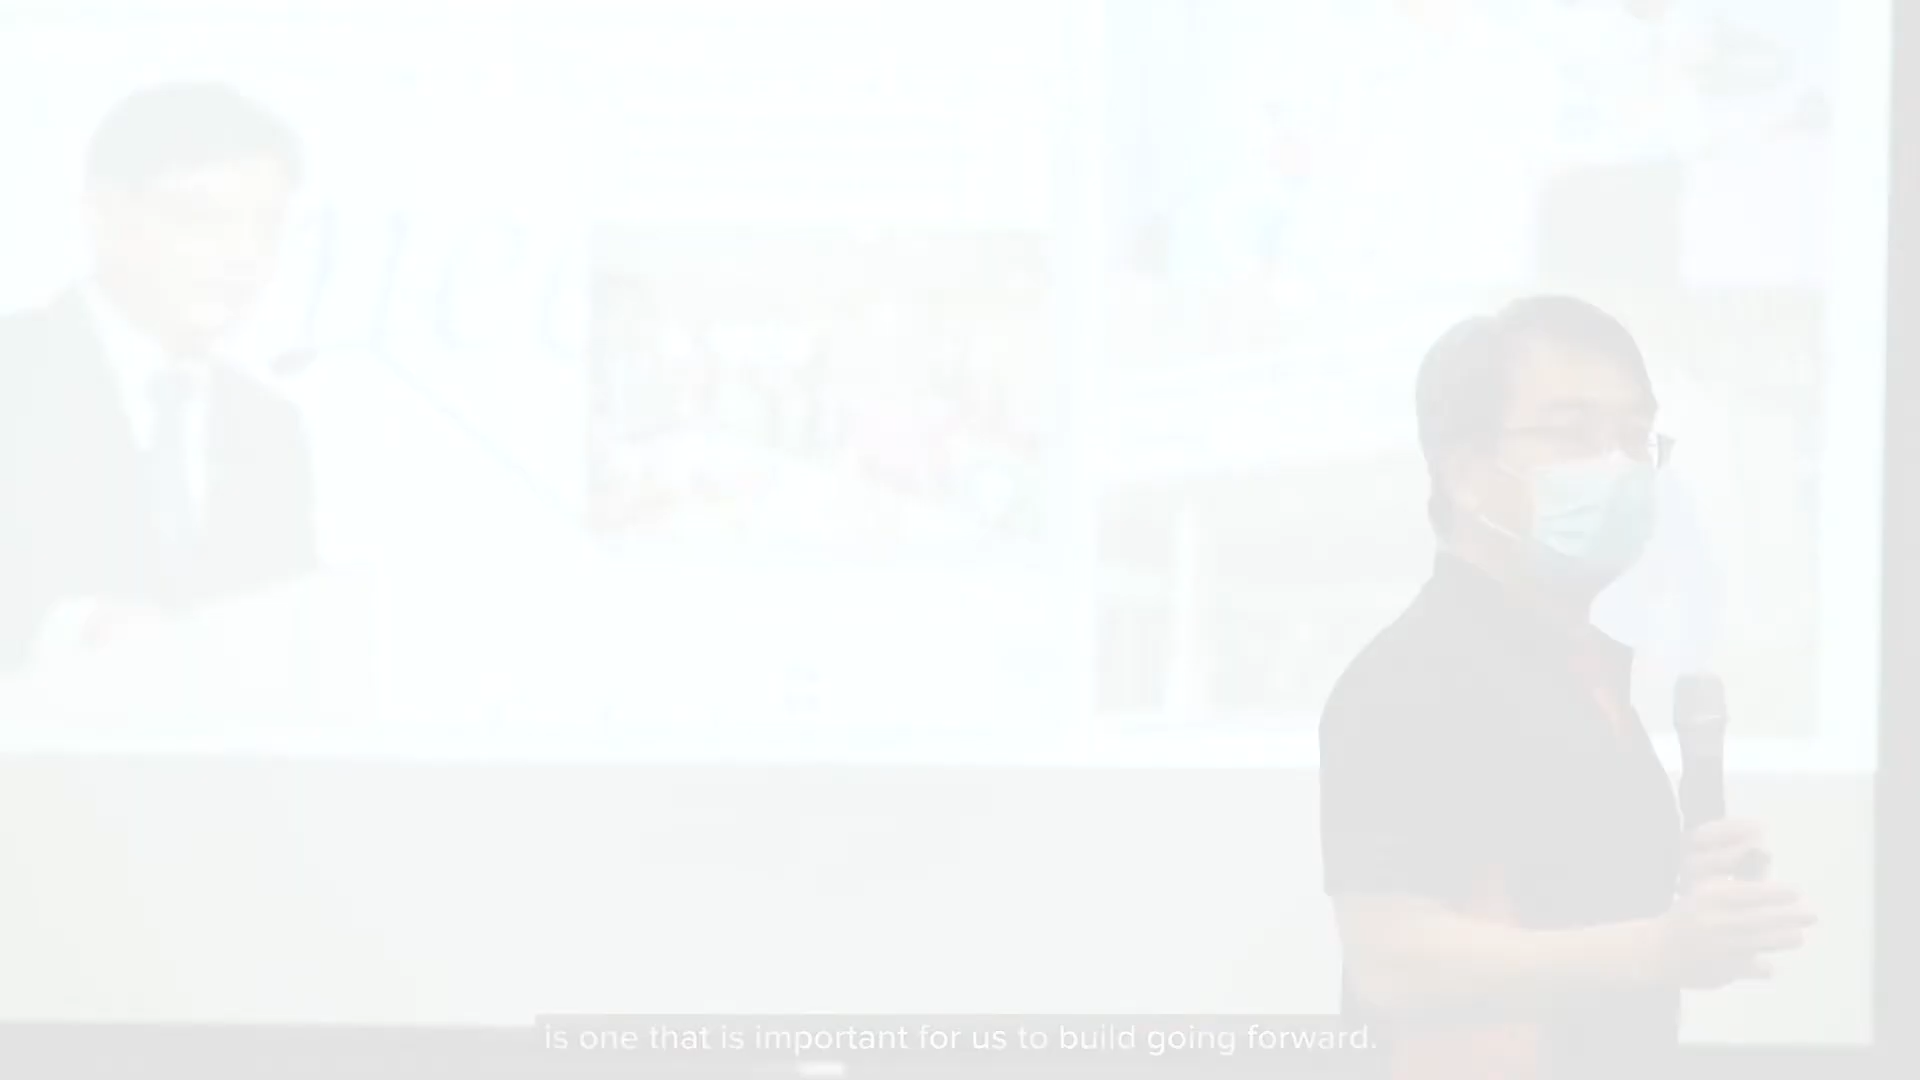 is one that is important for us to build going forward.